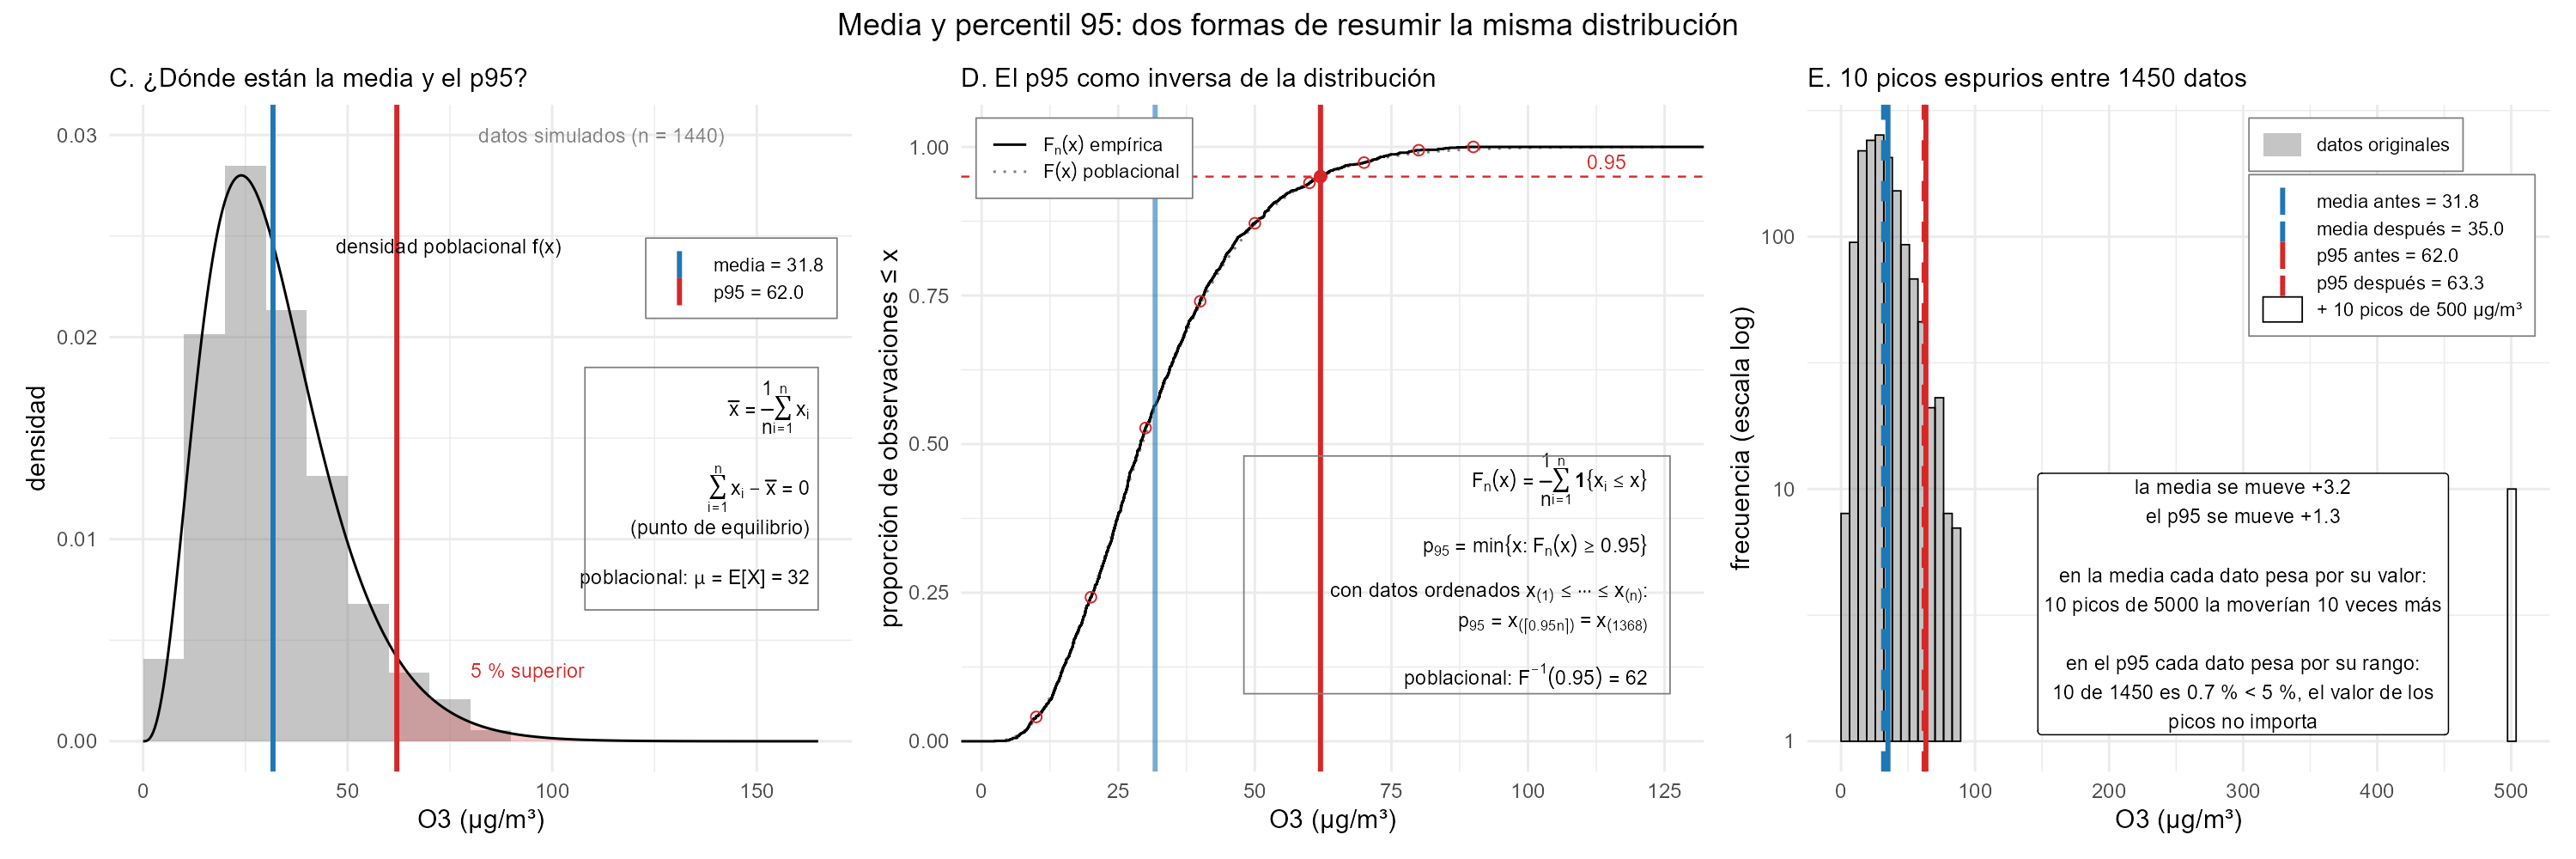 Media y percentil 95: dos formas de resumir la misma distribución
C. ¿Dónde están la media y el p95?
datos simulados (n = 1440)
densidad poblacional f(x)
media = 31.8
p95 = 62.0
x̅ = 1/n ∑ i=1 n xᵢ
∑ i=1 n xᵢ − x̅ = 0
(punto de equilibrio)
poblacional: µ = E[X] = 32
5 % superior
densidad
0.03
0.02
0.01
0.00
0 50 100 150
O3 (µg/m³)
D. El p95 como inversa de la distribución
Fₙ(x) empírica
F(x) poblacional
0.95
Fₙ(x) = 1/n ∑ i=1 n 1{xᵢ ≤ x}
p₉₅ = min{x: Fₙ(x) ≥ 0.95}
con datos ordenados x₍₁₎ ≤ ··· ≤ x₍ₙ₎:
p₉₅ = x(⌈0.95n⌉) = x₍₁₃₆₈₎
poblacional: F⁻¹(0.95) = 62
proporción de observaciones ≤ x
1.00
0.75
0.50
0.25
0.00
0 25 50 75 100 125
O3 (µg/m³)
E. 10 picos espurios entre 1450 datos
datos originales
media antes = 31.8
media después = 35.0
p95 antes = 62.0
p95 después = 63.3
+ 10 picos de 500 µg/m³
la media se mueve +3.2
el p95 se mueve +1.3
en la media cada dato pesa por su valor:
10 picos de 5000 la moverían 10 veces más
en el p95 cada dato pesa por su rango:
10 de 1450 es 0.7 % < 5 %, el valor de los
picos no importa
frecuencia (escala log)
100
10
1
0 100 200 300 400 500
O3 (µg/m³)